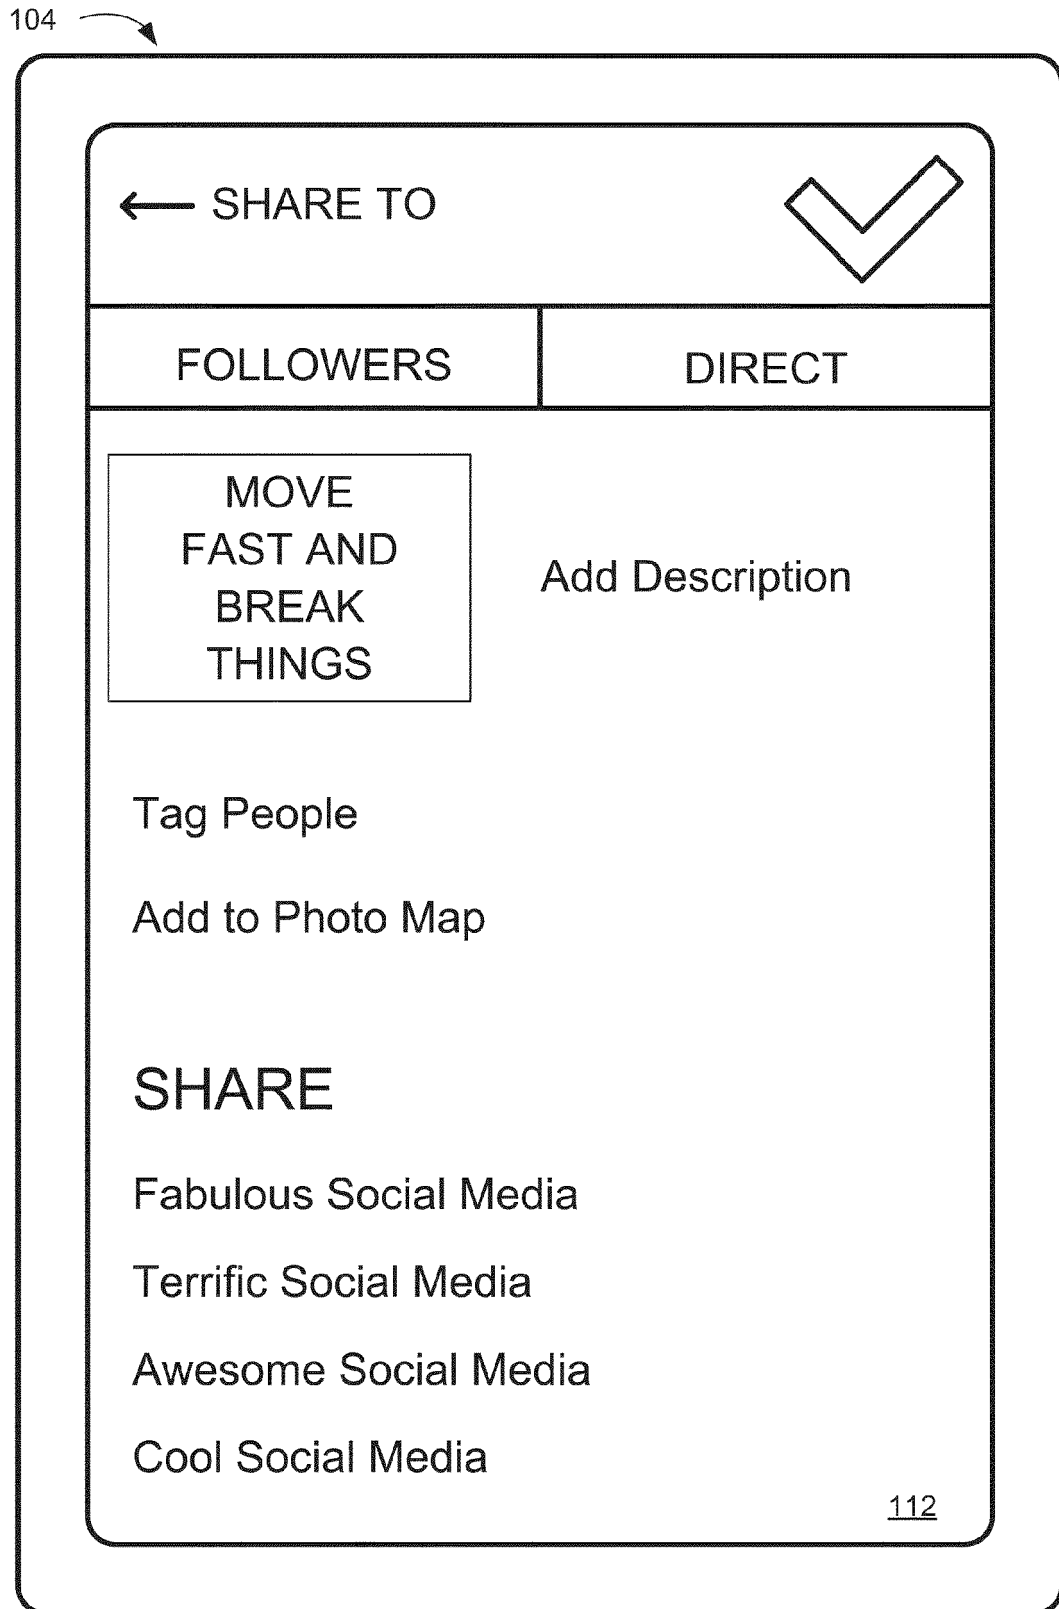 104
SHARE TO
FOLLOWERS
DIRECT
MOVE
FAST AND
BREAK
THINGS
Add Description
Tag People
Add to Photo Map
SHARE
Fabulous Social Media
Terrific Social Media
Awesome Social Media
Cool Social Media
112